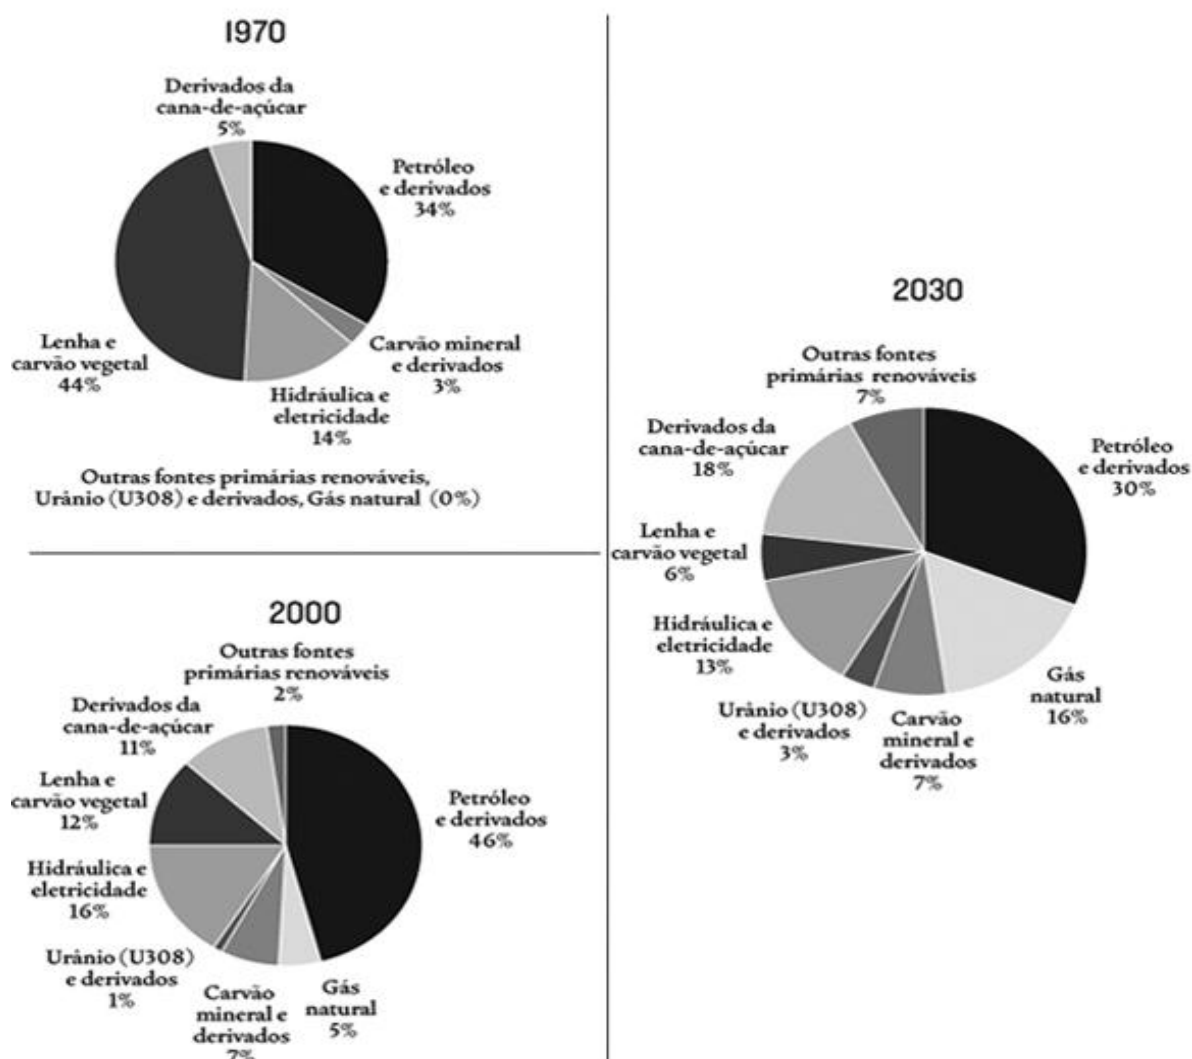 1970
Derivados da
cana-de-açúcar
5%
Petróleo
e derivados
34%
Carvão mineral
e derivados
3%
Hidráulica e
eletricidade
14%
Lenha e
carvão vegetal
44%
Outras fontes primárias renováveis,
Urânio (U308) e derivados, Gás natural (0%)
2000
Outras fontes
primárias renováveis
2%
Derivados da
cana-de-açúcar
11%
Lenha e
carvão vegetal
12%
Hidráulica e
eletricidade
16%
Urânio (U308)
e derivados
1%
Carvão
mineral e
derivados
7%
Gás
natural
5%
Petróleo
e derivados
46%
2030
Outras fontes
primárias renováveis
7%
Derivados da
cana-de-açúcar
18%
Lenha e
carvão vegetal
6%
Hidráulica e
eletricidade
13%
Urânio (U308)
e derivados
3%
Carvão
mineral e
derivados
7%
Gás
natural
16%
Petróleo
e derivados
30%